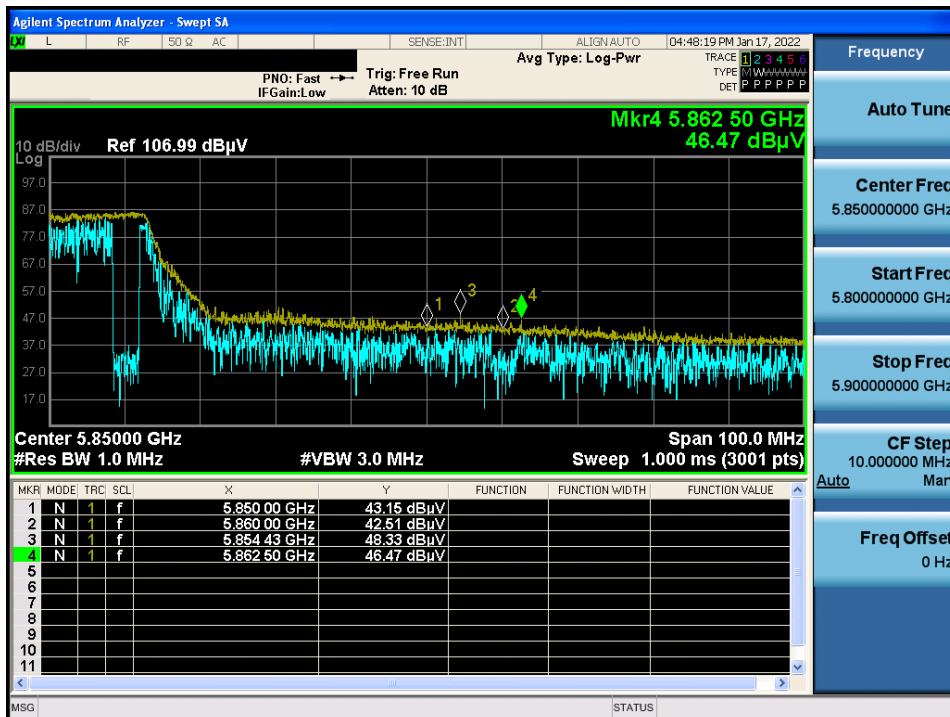 Agilent Spectrum Analyzer - Swept SA
LXI L RF 50 Ω AC SENSE:INT ALIGN AUTO 04:48:19 PM Jan 17, 2022
Frequency
Avg Type: Log-Pwr
TRACE 1 2 3 4 5 6
PNO: Fast Trig: Free Run
TYPE M W
IFGain:Low Atten: 10 dB
DET P P P P P P
Auto Tune
Mkr4 5.862 50 GHz
46.47 dBµV
10 dB/div Ref 106.99 dBµV
Log
97.0
87.0
77.0
67.0
57.0
47.0
37.0
27.0
17.0
1
3
2
4
Center Freq
5.850000000 GHz
Start Freq
5.800000000 GHz
Stop Freq
5.900000000 GHz
Center 5.85000 GHz Span 100.0 MHz
#Res BW 1.0 MHz #VBW 3.0 MHz Sweep 1.000 ms (3001 pts)
CF Step
10.000000 MHz
Auto Man
Freq Offset
0 Hz
MKR MODE TRC SCL X Y FUNCTION FUNCTION WIDTH FUNCTION VALUE
1 N 1 f 5.850 00 GHz 43.15 dBµV
2 N 1 f 5.860 00 GHz 42.51 dBµV
3 N 1 f 5.854 43 GHz 48.33 dBµV
4 N 1 f 5.862 50 GHz 46.47 dBµV
5
6
7
8
9
10
11
MSG STATUS